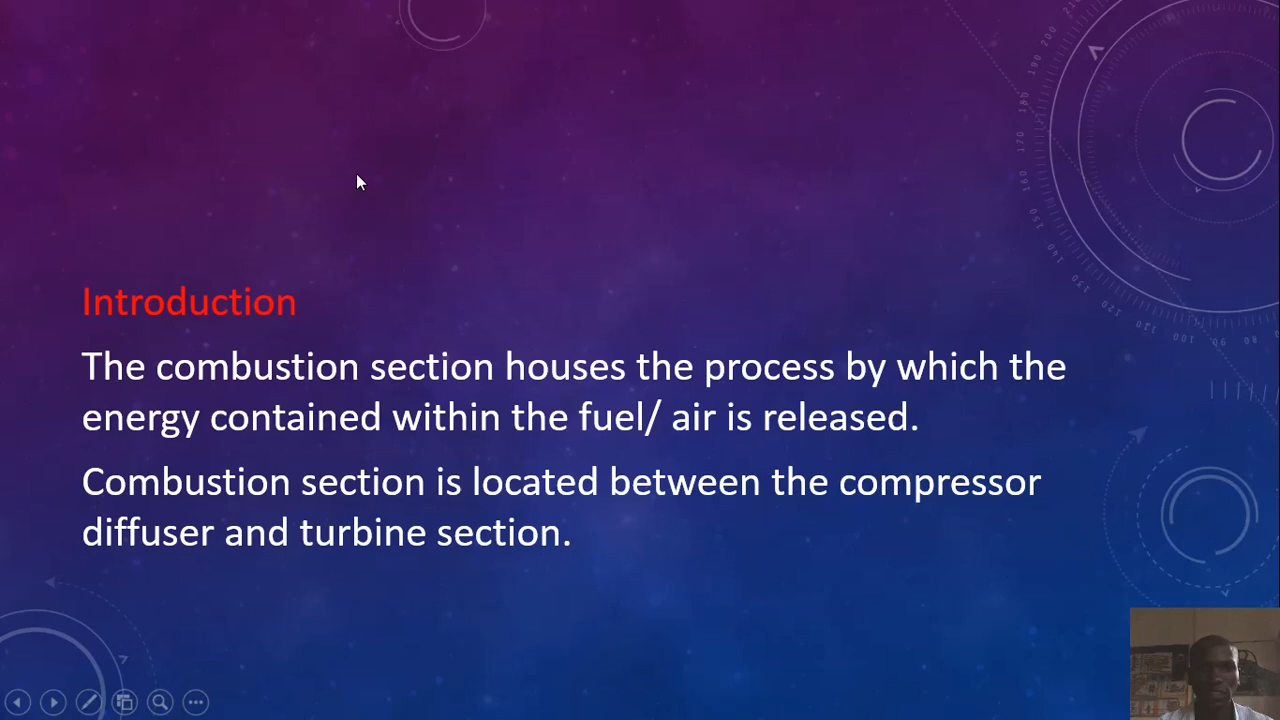 Introduction
The combustion section houses the process by which the
energy contained within the fuel/ air is released.
Combustion section is located between the compressor
diffuser and turbine section.